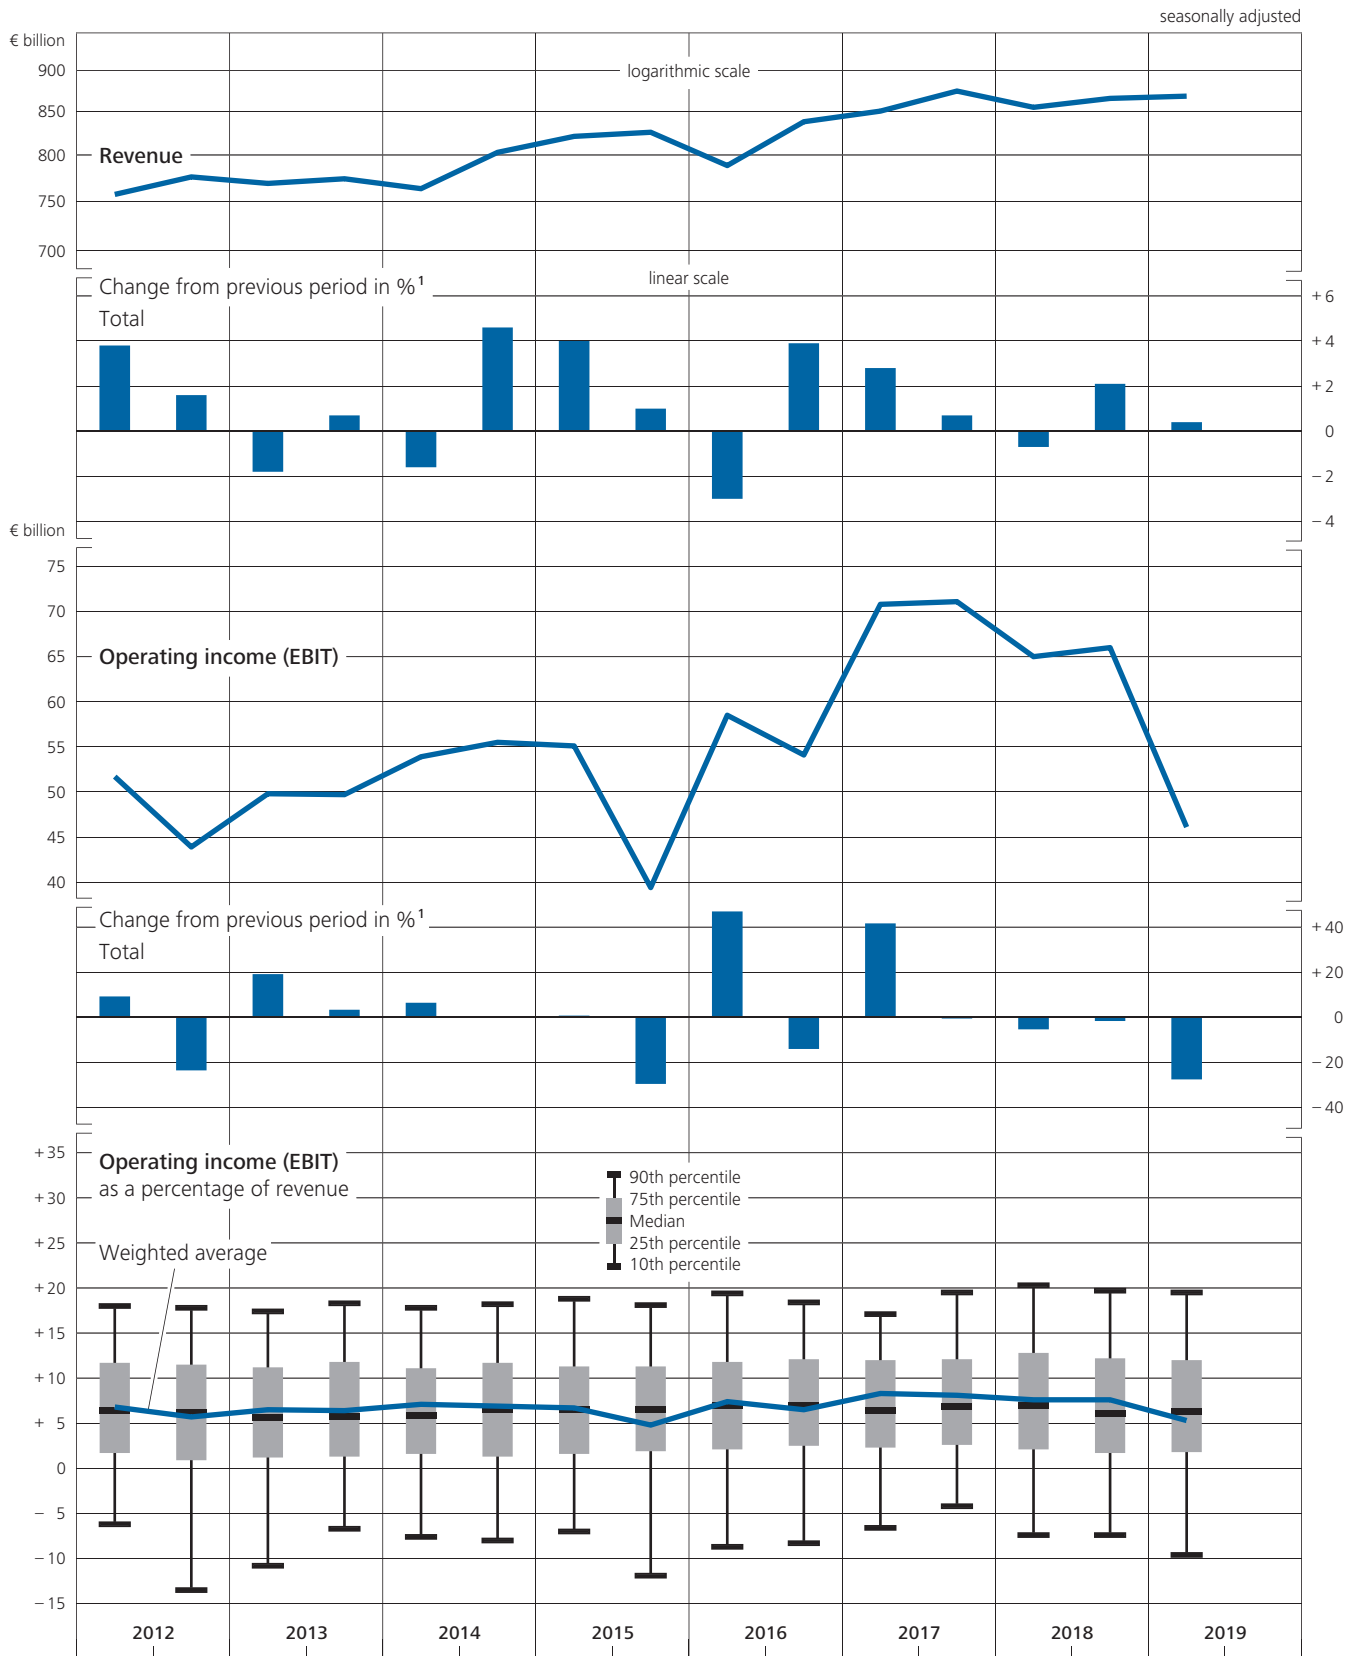 seasonally adjusted
€ billion
900
logarithmic scale
850
800
Revenue
750
700
Change from previous period in %¹
linear scale
Total
+ 6
+ 4
+ 2
0
− 2
− 4
€ billion
75
70
65
Operating income (EBIT)
60
55
50
45
40
Change from previous period in %¹
Total
+ 40
+ 20
0
− 20
− 40
+ 35
Operating income (EBIT)
as a percentage of revenue
90th percentile
75th percentile
Median
25th percentile
10th percentile
+ 30
+ 25
Weighted average
+ 20
+ 15
+ 10
+ 5
0
− 5
− 10
− 15
2012 2013 2014 2015 2016 2017 2018 2019